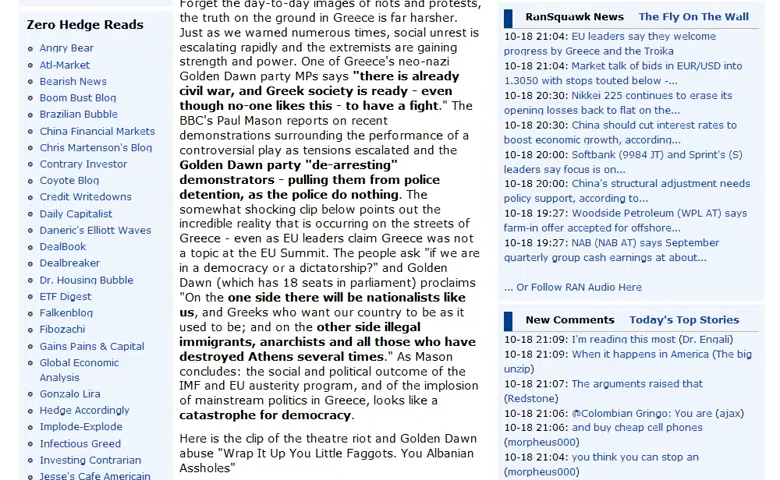 Zero Hedge Reads
Angry Bear
Atl-Market
Bearish News
Boom Bust Blog
Brazilian Bubble
China Financial Markets
Chris Martenson's Blog
Contrary Investor
Coyote Blog
Credit Writedowns
Daily Capitalist
Daneric's Elliott Waves
DealBook
Dealbreaker
Dr. Housing Bubble
ETF Digest
Falkenblog
Fibozachi
Gains Pains & Capital
Global Economic
Analysis
Gonzalo Lira
Hedge Accordingly
Implode-Explode
Infectious Greed
Investing Contrarian
Jesse's Cafe Americain
Forget the day-to-day images of riots and protests,
the truth on the ground in Greece is far harsher.
Just as we warned numerous times, social unrest is
escalating rapidly and the extremists are gaining
strength and power. One of Greece's neo-nazi
Golden Dawn party MPs says "there is already
civil war, and Greek society is ready - even
though no-one likes this - to have a fight." The
BBC's Paul Mason reports on recent
demonstrations surrounding the performance of a
controversial play as tensions escalated and the
Golden Dawn party "de-arresting"
demonstrators - pulling them from police
detention, as the police do nothing. The
somewhat shocking clip below points out the
incredible reality that is occurring on the streets of
Greece - even as EU leaders claim Greece was not
a topic at the EU Summit. The people ask "if we are
in a democracy or a dictatorship?" and Golden
Dawn (which has 18 seats in parliament) proclaims
"On the one side there will be nationalists like
us, and Greeks who want our country to be as it
used to be; and on the other side illegal
immigrants, anarchists and all those who have
destroyed Athens several times." As Mason
concludes: the social and political outcome of the
IMF and EU austerity program, and of the implosion
of mainstream politics in Greece, looks like a
catastrophe for democracy.
Here is the clip of the theatre riot and Golden Dawn
abuse "Wrap It Up You Little Faggots. You Albanian
Assholes"
RanSquawk News The Fly On The Wall
10-18 21:04: EU leaders say they welcome
progress by Greece and the Troika
10-18 21:04: Market talk of bids in EUR/USD into
1.3050 with stops touted below -...
10-18 20:30: Nikkei 225 continues to erase its
opening losses back to flat on the...
10-18 20:30: China should cut interest rates to
boost economic growth, according...
10-18 20:00: Softbank (9984 JT) and Sprint's (S)
leaders say focus is on...
10-18 20:00: China's structural adjustment needs
policy support, according to...
10-18 19:27: Woodside Petroleum (WPL AT) says
farm-in offer accepted for offshore...
10-18 19:27: NAB (NAB AT) says September
quarterly group cash earnings at about...
... Or Follow RAN Audio Here
New Comments Today's Top Stories
10-18 21:09: I'm reading this most (Dr. Engali)
10-18 21:09: When it happens in America (The big
unzip)
10-18 21:07: The arguments raised that
(Redstone)
10-18 21:06: @Colombian Gringo: You are (ajax)
10-18 21:06: and buy cheap cell phones
(morpheus000)
10-18 21:04: you think you can stop an
(morpheus000)